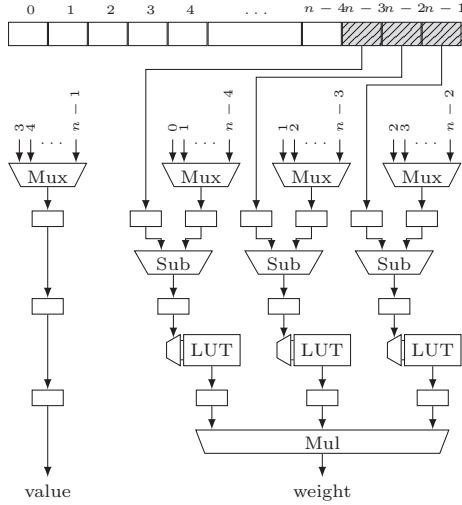 0 1 2 3 4 . . . n − 4 n − 3 n − 2 n − 1
3 4 . . . n − 1 0 1 . . . n − 4 1 2 . . . n − 3 2 3 . . . n − 2
Mux Mux Mux Mux
Sub Sub Sub
LUT LUT LUT
Mul
value weight